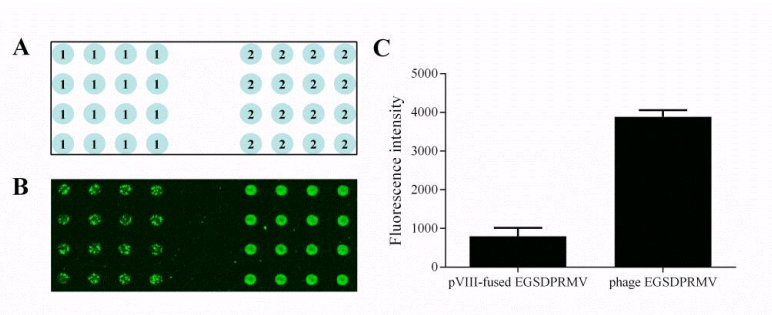 A
1 1 1 1 2 2 2 2
1 1 1 1 2 2 2 2
1 1 1 1 2 2 2 2
1 1 1 1 2 2 2 2
B
C
Fluorescence intensity
5000
4000
3000
2000
1000
0
pVIII-fused EGSDPRMV phage EGSDPRMV